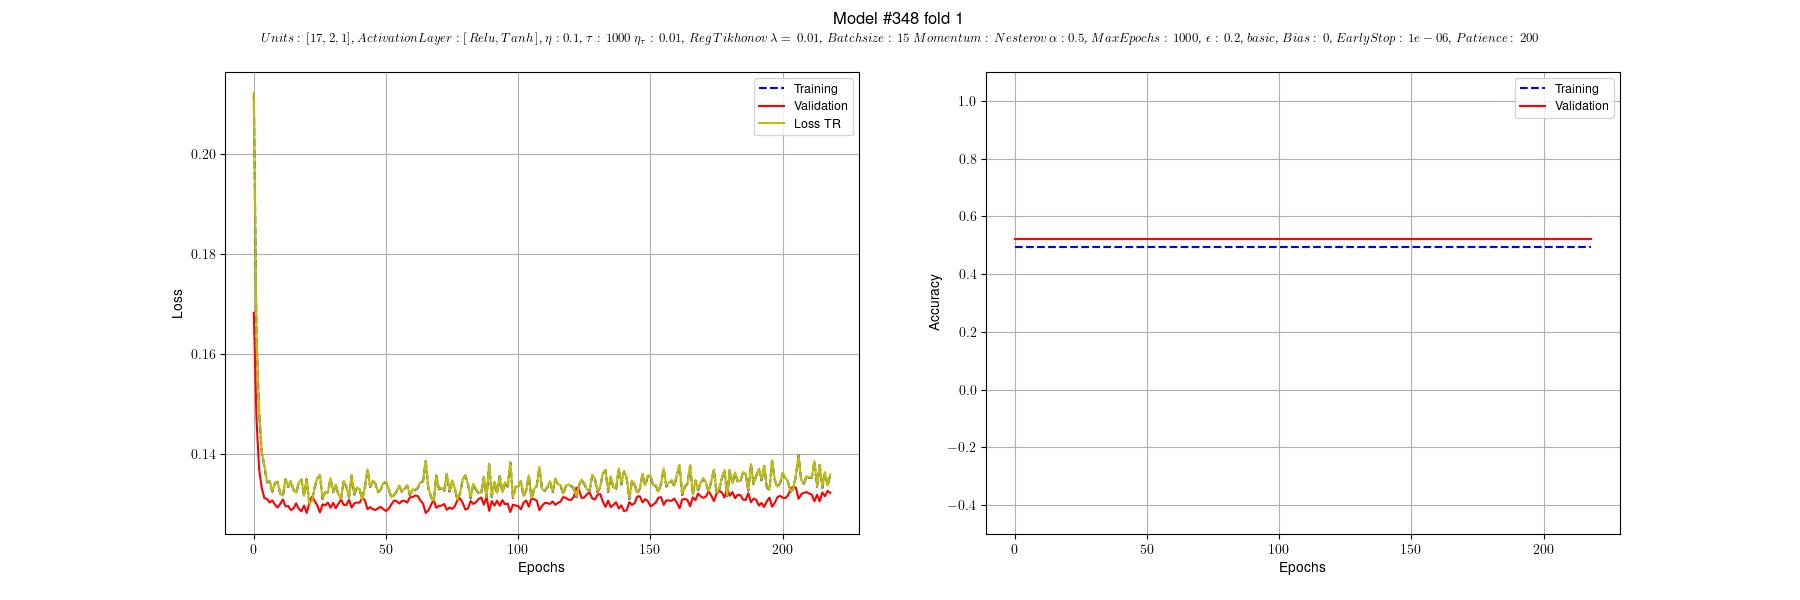 Model #348 fold 1
Units : [17, 2, 1], ActivationLayer : [ Relu, Tanh ], η : 0.1, τ : 1000 ητ : 0.01, Reg Tikhonov λ = 0.01, Batchsize : 15 Momentum : Nesterov α : 0.5, MaxEpochs : 1000, ϵ : 0.2, basic, Bias : 0, EarlyStop : 1e − 06, Patience : 200
Training
Validation
Loss TR
0.20
0.18
0.16
0.14
Loss
0 50 100 150 200
Epochs
Training
Validation
1.0
0.8
0.6
0.4
0.2
0.0
−0.2
−0.4
Accuracy
0 50 100 150 200
Epochs